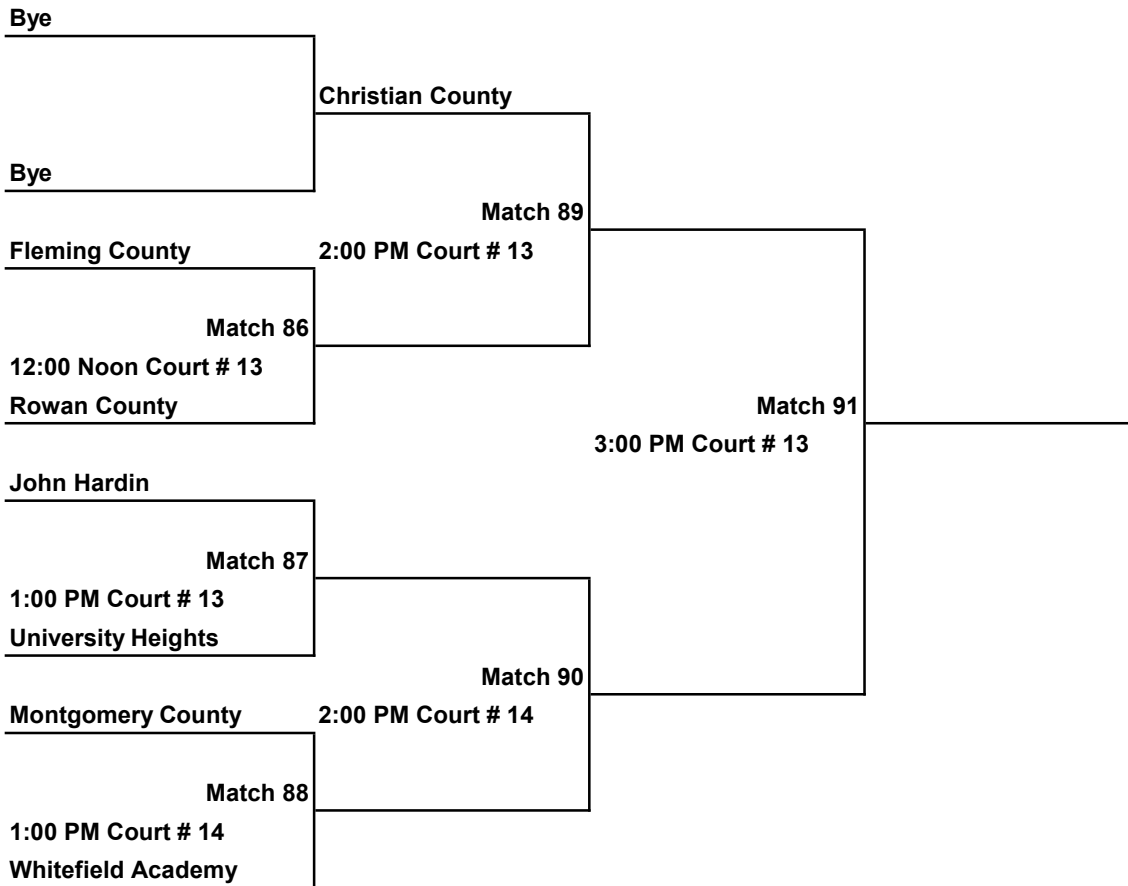 Bye
Christian County
Bye
Match 89
Fleming County
2:00 PM Court # 13
Match 86
12:00 Noon Court # 13
Rowan County
Match 91
3:00 PM Court # 13
John Hardin
Match 87
1:00 PM Court # 13
University Heights
Match 90
Montgomery County
2:00 PM Court # 14
Match 88
1:00 PM Court # 14
Whitefield Academy